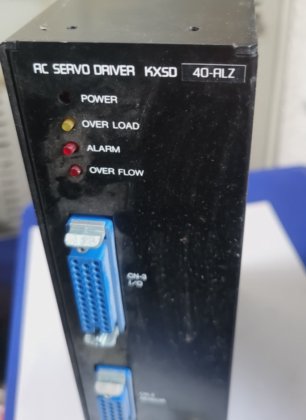 AC SERVO DRIVER KXSD 40-ALZ
POWER
OVER LOAD
ALARM
OVER FLOW
CN-3
I/O